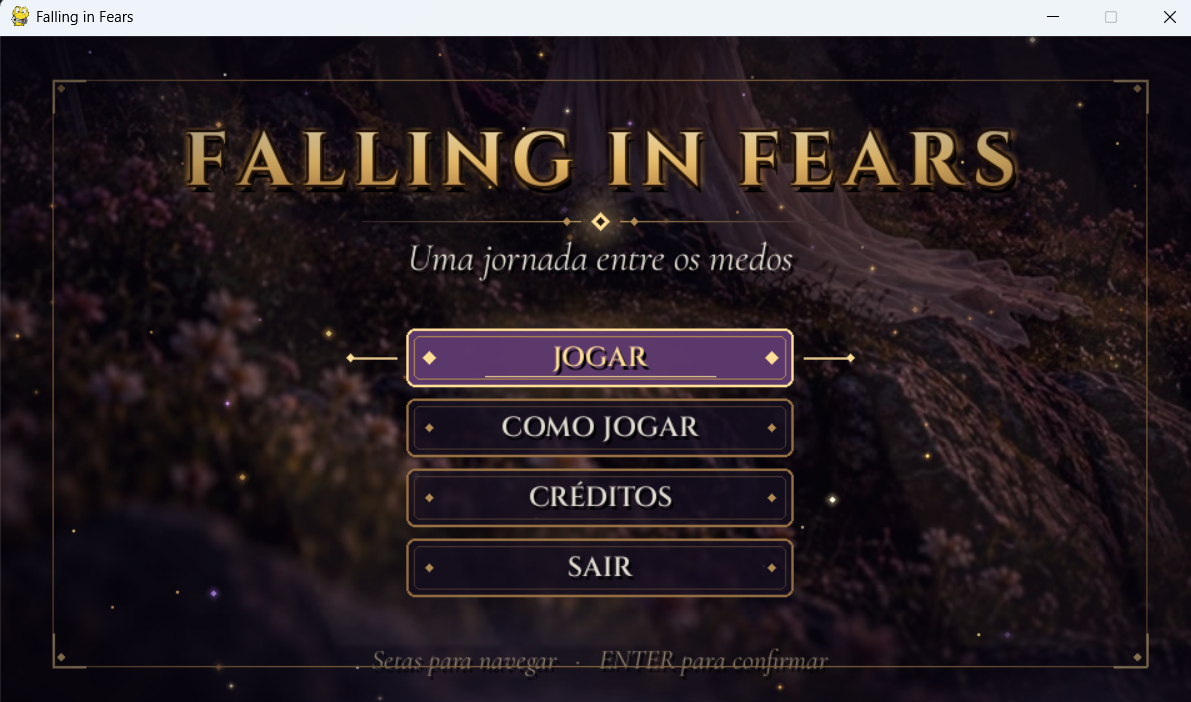 Falling in Fears
FALLING IN FEARS
Uma jornada entre os medos
JOGAR
COMO JOGAR
CRÉDITOS
SAIR
Setas para navegar · ENTER para confirmar